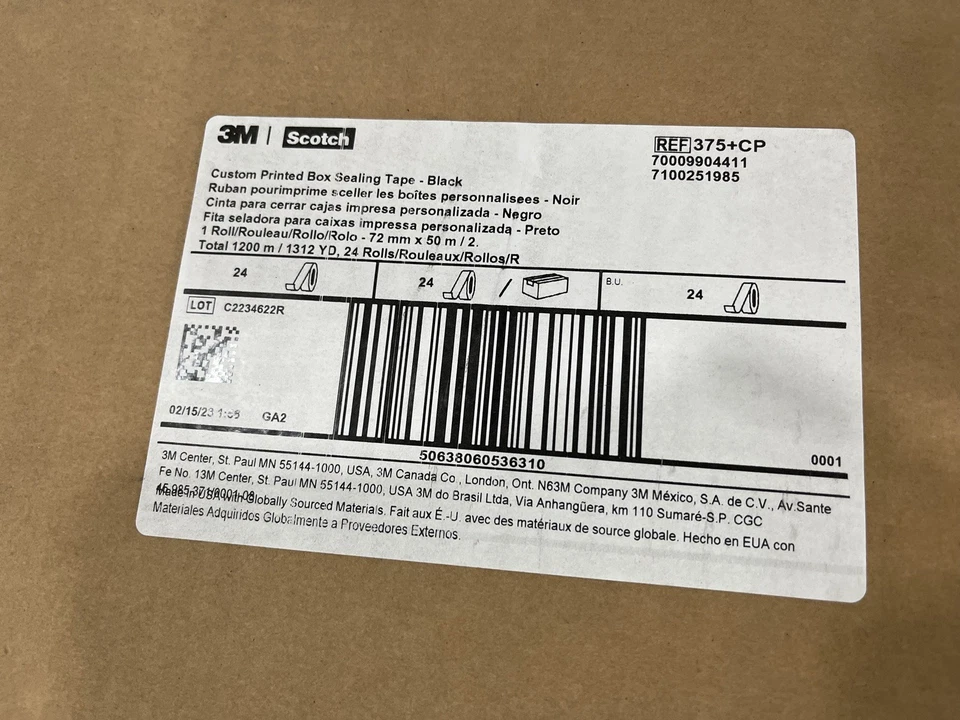 3M | Scotch
REF 375+CP
70009904411
7100251985
Custom Printed Box Sealing Tape - Black
Ruban pourimprime sceller les boîtes personnalisees - Noir
Cinta para cerrar cajas impresa personalizada - Negro
Fita seladora para caixas impressa personalizada - Preto
1 Roll/Rouleau/Rollo/Rolo - 72 mm x 50 m / 2.
Total 1200 m / 1312 YD, 24 Rolls/Rouleaux/Rollos/R
24
24 /
B.U. 24
LOT C2234622R
02/15/23 GA2
50638060536310
0001
3M Center, St. Paul MN 55144-1000, USA, 3M Canada Co., London, Ont. N63M Company 3M México, S.A. de C.V., Av.Sante
Fe No. 13M Center, St. Paul MN 55144-1000, USA 3M do Brasil Ltda, Via Anhangüera, km 110 Sumaré-S.P. CGC
Made in USA with Globally Sourced Materials. Fait aux É.-U. avec des matériaux de source globale. Hecho en EUA con
Materiales Adquiridos Globalmente a Proveedores Externos.